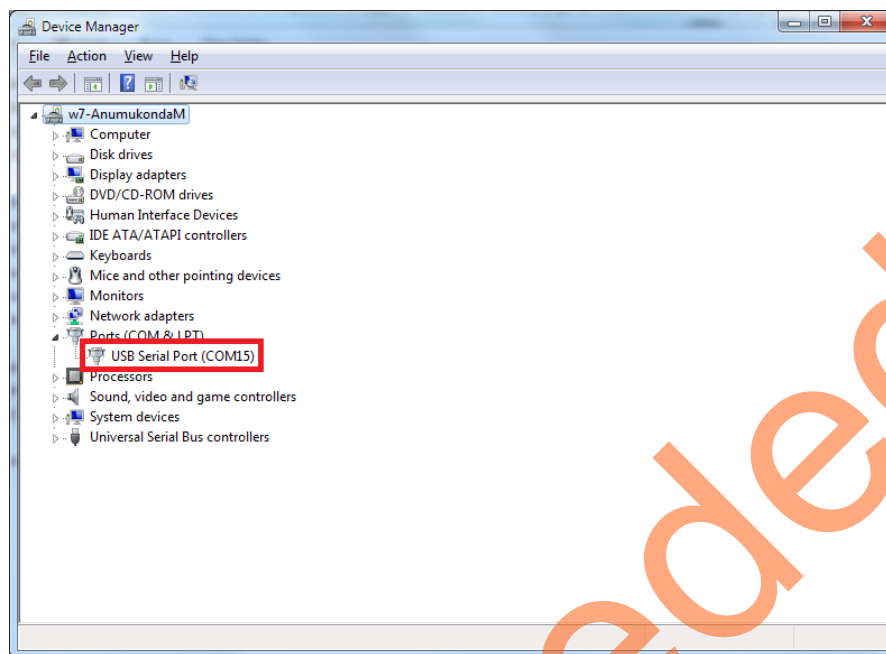 Device Manager
File Action View Help
w7-AnumukondaM
Computer
Disk drives
Display adapters
DVD/CD-ROM drives
Human Interface Devices
IDE ATA/ATAPI controllers
Keyboards
Mice and other pointing devices
Monitors
Network adapters
Ports (COM & LPT)
USB Serial Port (COM15)
Processors
Sound, video and game controllers
System devices
Universal Serial Bus controllers